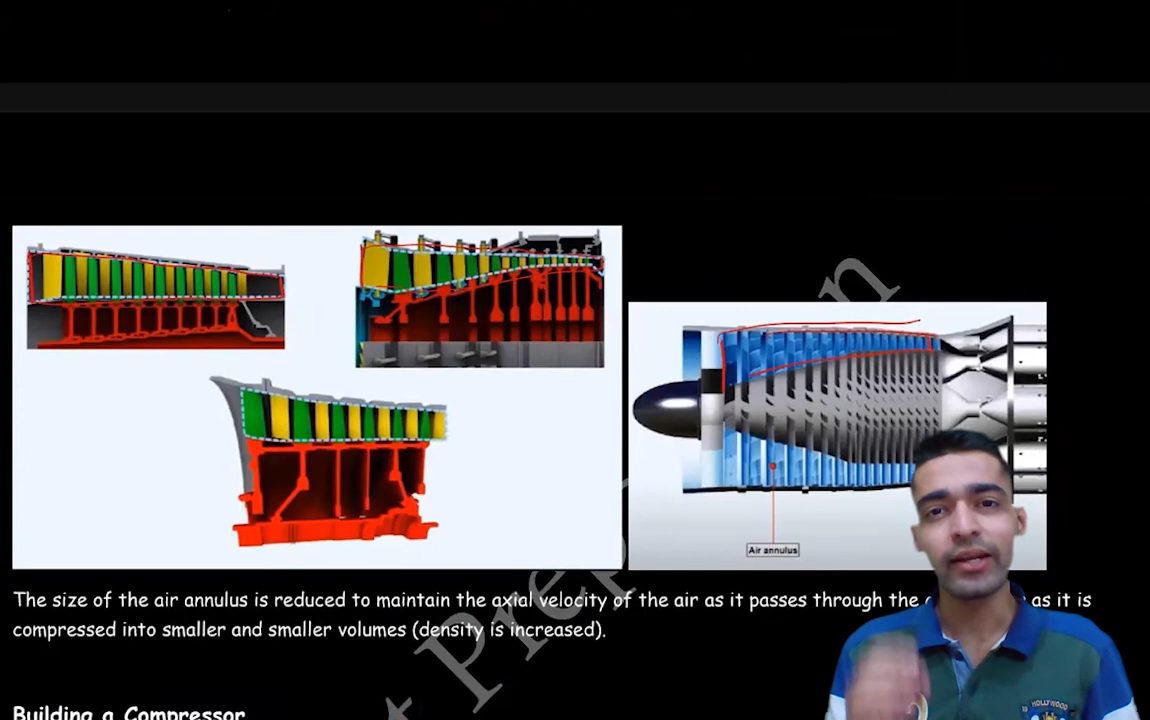 Air annulus
The size of the air annulus is reduced to maintain the axial velocity of the air as it passes through the as it is
compressed into smaller and smaller volumes (density is increased).
Building a Compressor
HOLLYWOOD